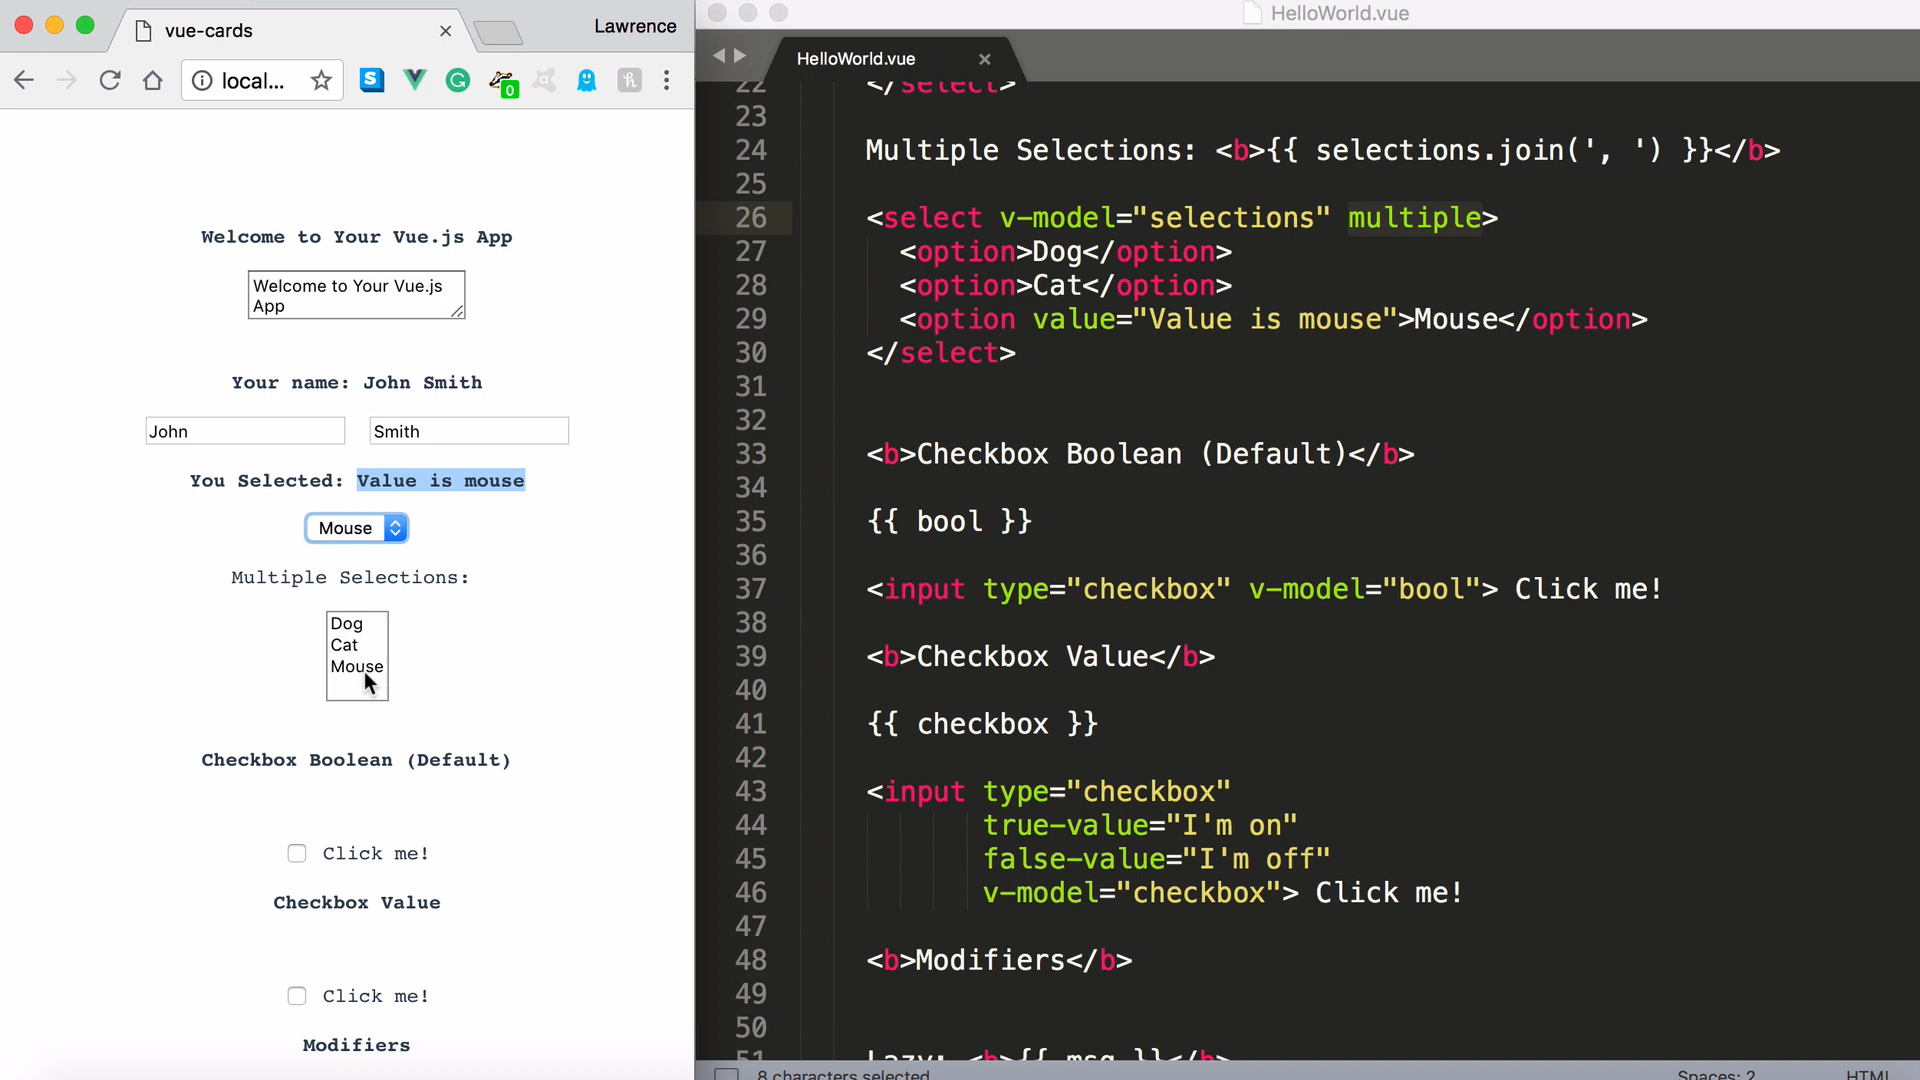 vue-cards
Lawrence
local...
0
Welcome to Your Vue.js App
Welcome to Your Vue.js
App
Your name: John Smith
John
Smith
You Selected: Value is mouse
Mouse
Multiple Selections:
Dog
Cat
Mouse
Checkbox Boolean (Default)
Click me!
Checkbox Value
Click me!
Modifiers
HelloWorld.vue
HelloWorld.vue
22 </select>
23
24 Multiple Selections: <b>{{ selections.join(', ') }}</b>
25
26 <select v-model="selections" multiple>
27 <option>Dog</option>
28 <option>Cat</option>
29 <option value="Value is mouse">Mouse</option>
30 </select>
31
32
33 <b>Checkbox Boolean (Default)</b>
34
35 {{ bool }}
36
37 <input type="checkbox" v-model="bool"> Click me!
38
39 <b>Checkbox Value</b>
40
41 {{ checkbox }}
42
43 <input type="checkbox"
44 true-value="I'm on"
45 false-value="I'm off"
46 v-model="checkbox"> Click me!
47
48 <b>Modifiers</b>
49
50
51 Lazy: <b>{{ msg }}</b>
8 characters selected
Spaces: 2
HTML